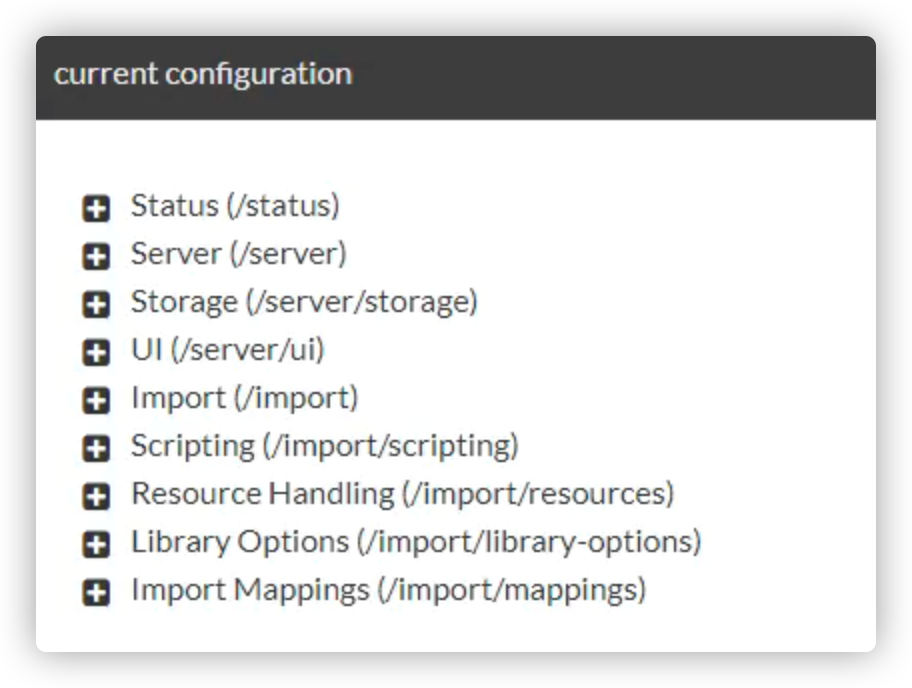 current configuration
Status (/status)
Server (/server)
Storage (/server/storage)
UI (/server/ui)
Import (/import)
Scripting (/import/scripting)
Resource Handling (/import/resources)
Library Options (/import/library-options)
Import Mappings (/import/mappings)